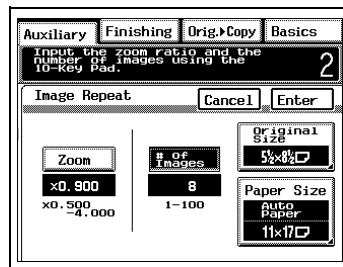 Auxiliary Finishing Orig.▸Copy Basics
Input the zoom ratio and the
number of images using the
10-Key Pad.
2
Image Repeat Cancel Enter
Original
Size
5½×8½
Zoom
# of
Images
×0.900
8
×0.500
-4.000
1-100
Paper Size
Auto
Paper
11×17